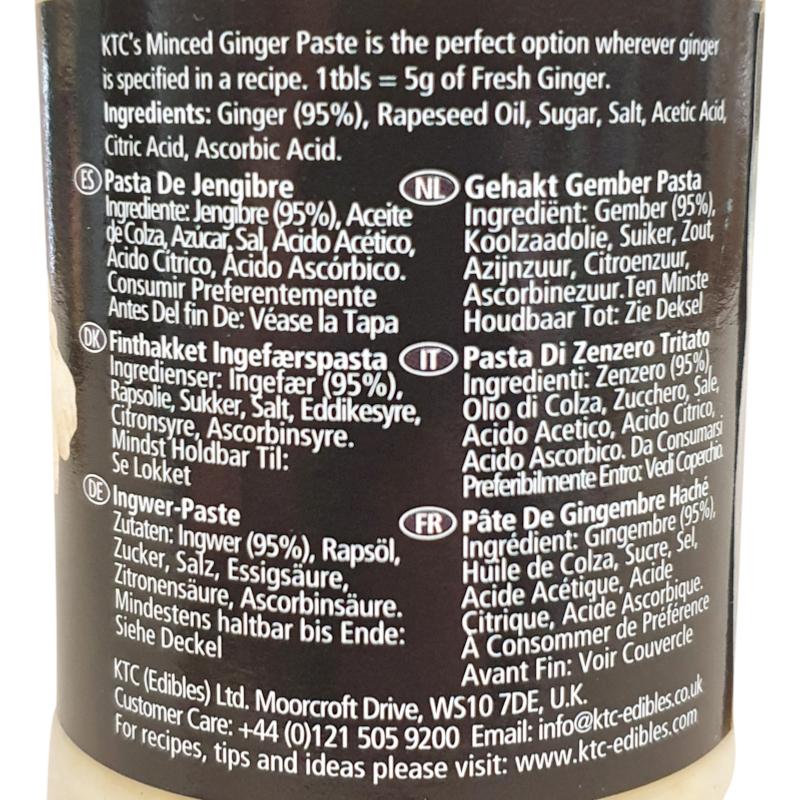 KTC's Minced Ginger Paste is the perfect option wherever ginger
is specified in a recipe. 1tbls = 5g of Fresh Ginger.
Ingredients: Ginger (95%), Rapeseed Oil, Sugar, Salt, Acetic Acid,
Citric Acid, Ascorbic Acid.
ES Pasta De Jengibre
Ingrediente: Jengibre (95%), Aceite
de Colza, Azúcar, Sal, Ácido Acético,
Ácido Cítrico, Ácido Ascórbico.
Consumir Preferentemente
Antes Del fin De: Véase la Tapa
DK Finthakket Ingefærspasta
Ingredienser: Ingefær (95%),
Rapsolie, Sukker, Salt, Eddikesyre,
Citronsyre, Ascorbinsyre.
Mindst Holdbar Til:
Se Lokket
DE Ingwer-Paste
Zutaten: Ingwer (95%), Rapsöl,
Zucker, Salz, Essigsäure,
Zitronensäure, Ascorbinsäure.
Mindestens haltbar bis Ende:
Siehe Deckel
NL Gehakt Gember Pasta
Ingrediënt: Gember (95%),
Koolzaadolie, Suiker, Zout,
Azijnzuur, Citroenzuur,
Ascorbinezuur.Ten Minste
Houdbaar Tot: Zie Deksel
IT Pasta Di Zenzero Tritato
Ingredienti: Zenzero (95%),
Olio di Colza, Zucchero, Sale,
Acido Acetico, Acido Citrico,
Acido Ascorbico. Da Consumarsi
Preferibilmente Entro: Vedi Coperchio
FR Pâte De Gingembre Haché
Ingrédient: Gingembre (95%),
Huile de Colza, Sucre, Sel,
Acide Acétique, Acide
Citrique, Acide Ascorbique.
À Consommer de Préférence
Avant Fin: Voir Couvercle
KTC (Edibles) Ltd. Moorcroft Drive, WS10 7DE, U.K.
Customer Care: +44 (0)121 505 9200 Email: info@ktc-edibles.co.uk
For recipes, tips and ideas please visit: www.ktc-edibles.com